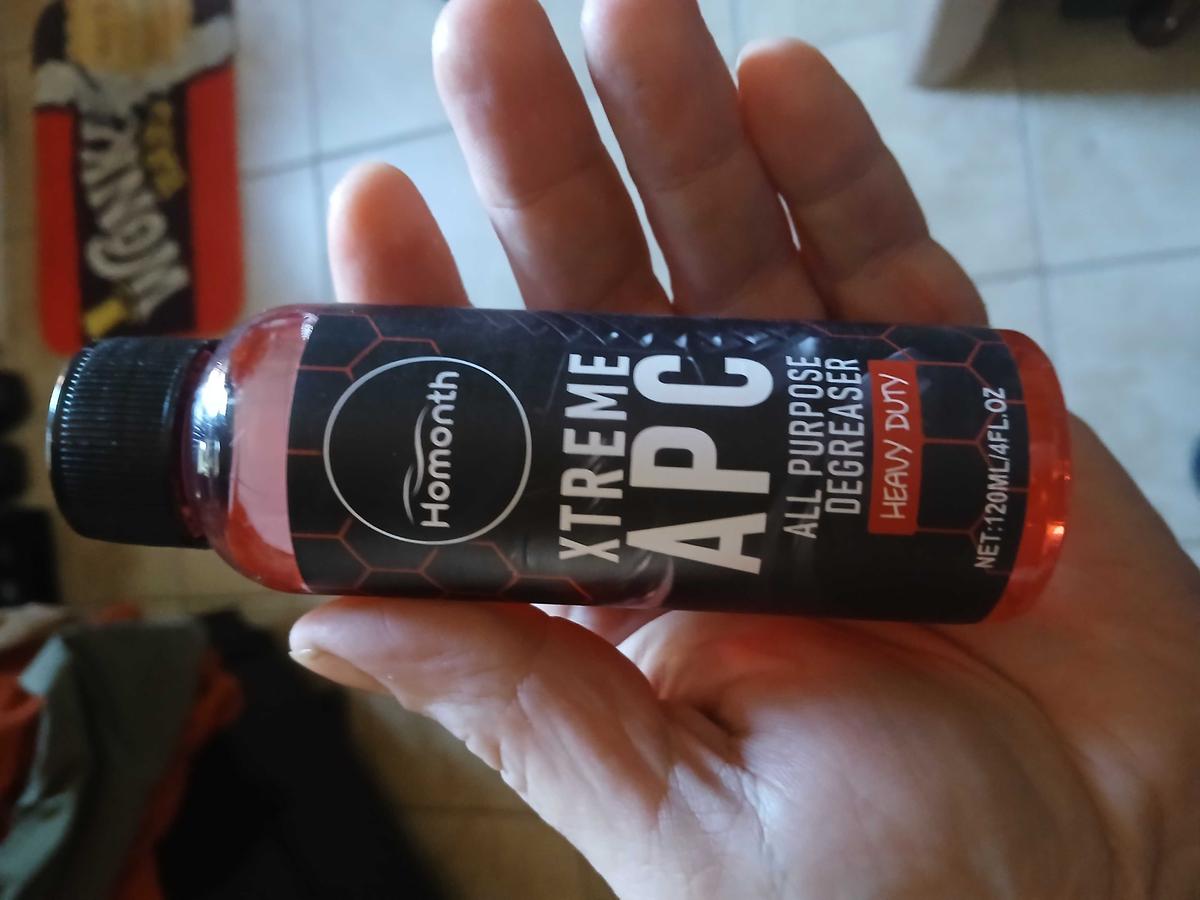 Homonth
XTREME
APC
ALL PURPOSE
DEGREASER
HEAVY DUTY
NET:120ML/4FL.OZ